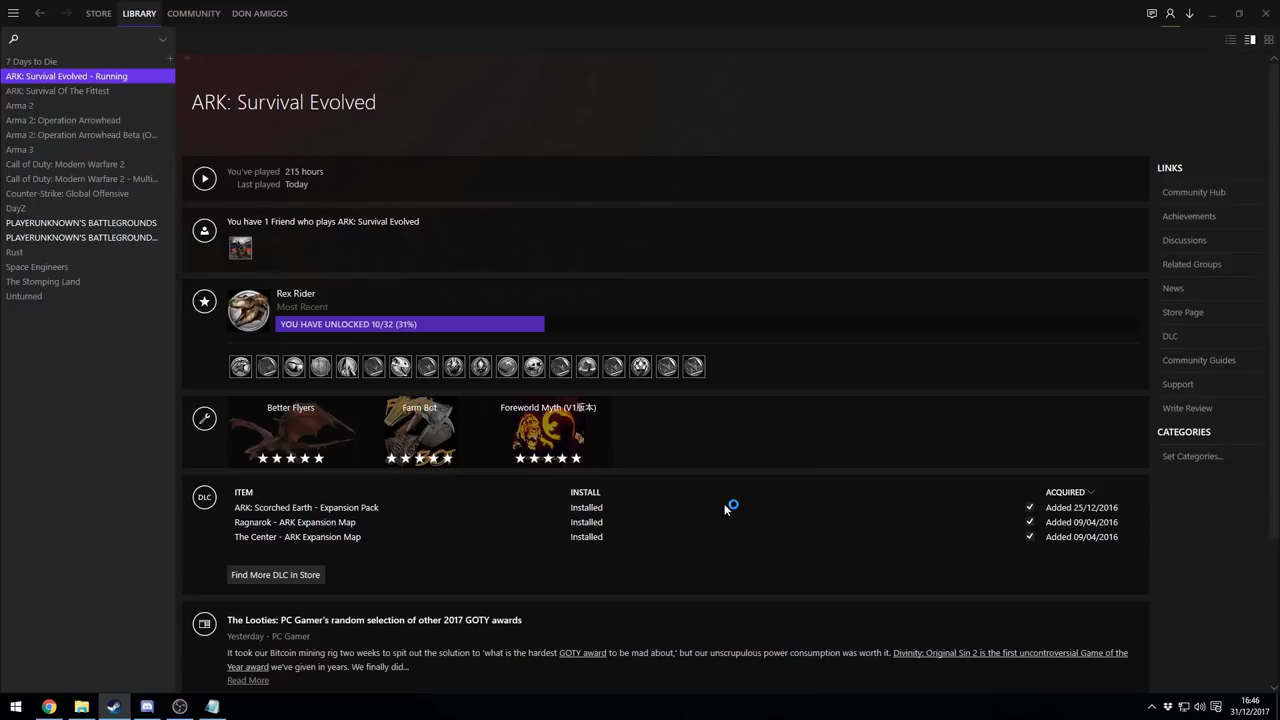 STORE LIBRARY COMMUNITY DON AMIGOS
7 Days to Die
ARK: Survival Evolved - Running
ARK: Survival Of The Fittest
Arma 2
Arma 2: Operation Arrowhead
Arma 2: Operation Arrowhead Beta (O...
Arma 3
Call of Duty: Modern Warfare 2
Call of Duty: Modern Warfare 2 - Multi...
Counter-Strike: Global Offensive
DayZ
PLAYERUNKNOWN'S BATTLEGROUNDS
PLAYERUNKNOWN'S BATTLEGROUND...
Rust
Space Engineers
The Stomping Land
Unturned
ARK: Survival Evolved
You've played 215 hours
Last played Today
You have 1 Friend who plays ARK: Survival Evolved
Rex Rider
Most Recent
YOU HAVE UNLOCKED 10/32 (31%)
Better Flyers Farm Bot Foreworld Myth (V1版本)
DLC ITEM INSTALL ACQUIRED
ARK: Scorched Earth - Expansion Pack Installed Added 25/12/2016
Ragnarok - ARK Expansion Map Installed Added 09/04/2016
The Center - ARK Expansion Map Installed Added 09/04/2016
Find More DLC In Store
The Looties: PC Gamer's random selection of other 2017 GOTY awards
Yesterday - PC Gamer
It took our Bitcoin mining rig two weeks to spit out the solution to 'what is the hardest GOTY award to be mad about,' but our unscrupulous power consumption was worth it. Divinity: Original Sin 2 is the first uncontroversial Game of the
Year award we've given in years. We finally did...
Read More
LINKS
Community Hub
Achievements
Discussions
Related Groups
News
Store Page
DLC
Community Guides
Support
Write Review
CATEGORIES
Set Categories...
16:46
31/12/2017